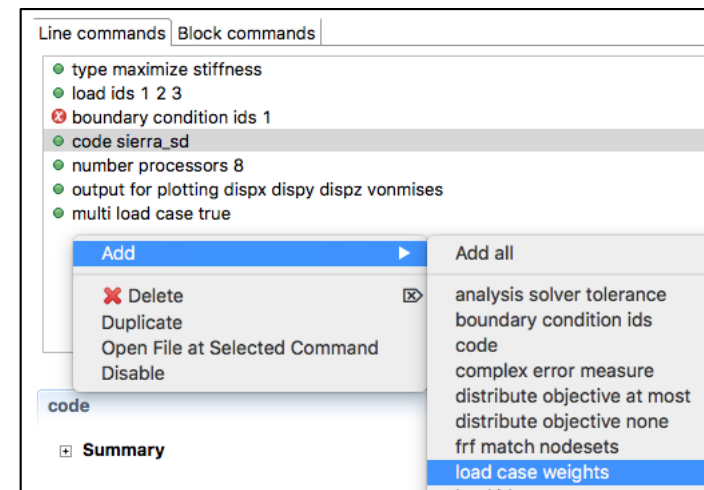 Line commands Block commands
type maximize stiffness
load ids 1 2 3
boundary condition ids 1
code sierra_sd
number processors 8
output for plotting dispx dispy dispz vonmises
multi load case true
Add
Delete
Duplicate
Open File at Selected Command
Disable
Add all
analysis solver tolerance
boundary condition ids
code
complex error measure
distribute objective at most
distribute objective none
frf match nodesets
load case weights
code
Summary